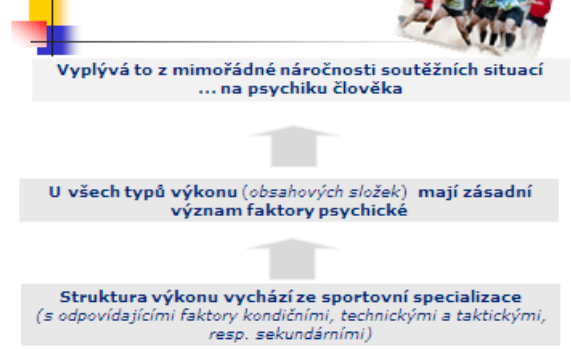 Vyplývá to z mimořádné náročnosti soutěžních situací
... na psychiku člověka
U všech typů výkonu (obsahových složek) mají zásadní
význam faktory psychické
Struktura výkonu vychází ze sportovní specializace
(s odpovídajícími faktory kondičními, technickými a taktickými,
resp. sekundárními)